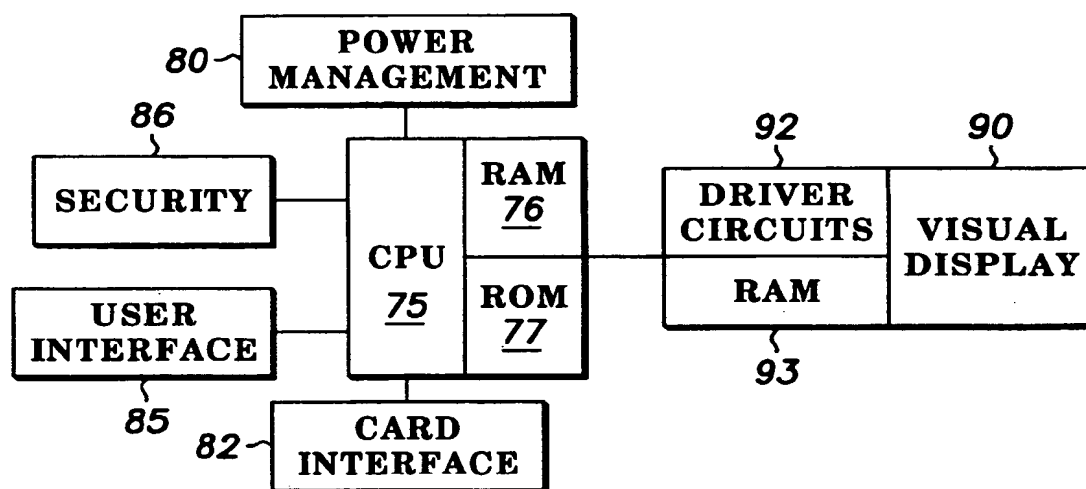 80
POWER
MANAGEMENT
86
SECURITY
CPU
75
RAM
76
ROM
77
92
90
DRIVER
CIRCUITS
VISUAL
DISPLAY
RAM
93
USER
INTERFACE
85
82
CARD
INTERFACE